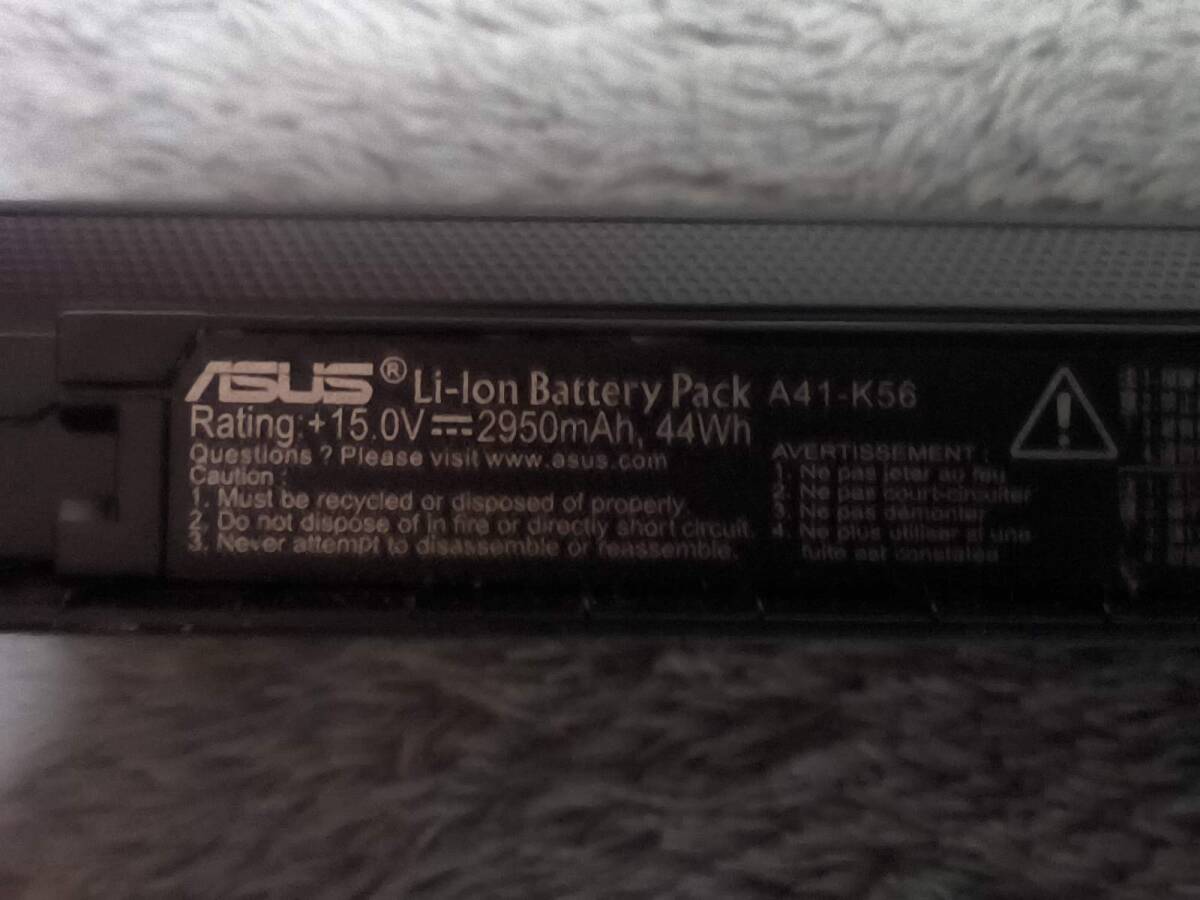 ASUS® Li-Ion Battery Pack A41-K56
Rating:+15.0V⎓2950mAh, 44Wh
Questions ? Please visit www.asus.com
Caution :
1. Must be recycled or disposed of properly.
2. Do not dispose of in fire or directly short circuit.
3. Never attempt to disassemble or reassemble.
AVERTISSEMENT :
1. Ne pas jeter au feu
2. Ne pas court-circuiter
3. Ne pas démonter
4. Ne plus utiliser si une
fuite est constatée